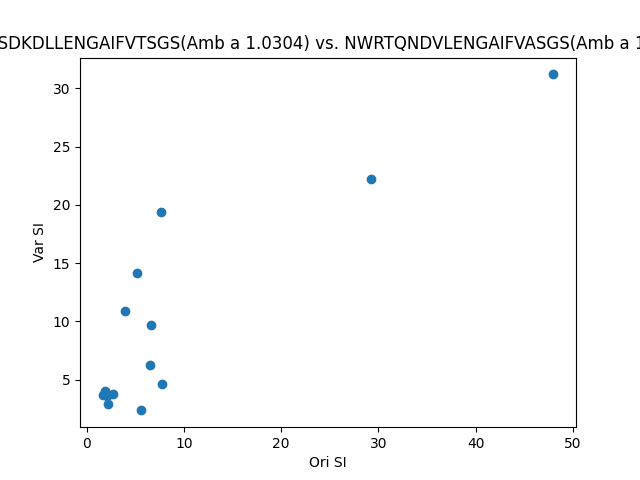 SDKDLLENGAIFVTSGS(Amb a 1.0304) vs. NWRTQNDVLENGAIFVASGS(Amb a 1
30
25
20
15
10
5
Var SI
0 10 20 30 40 50
Ori SI